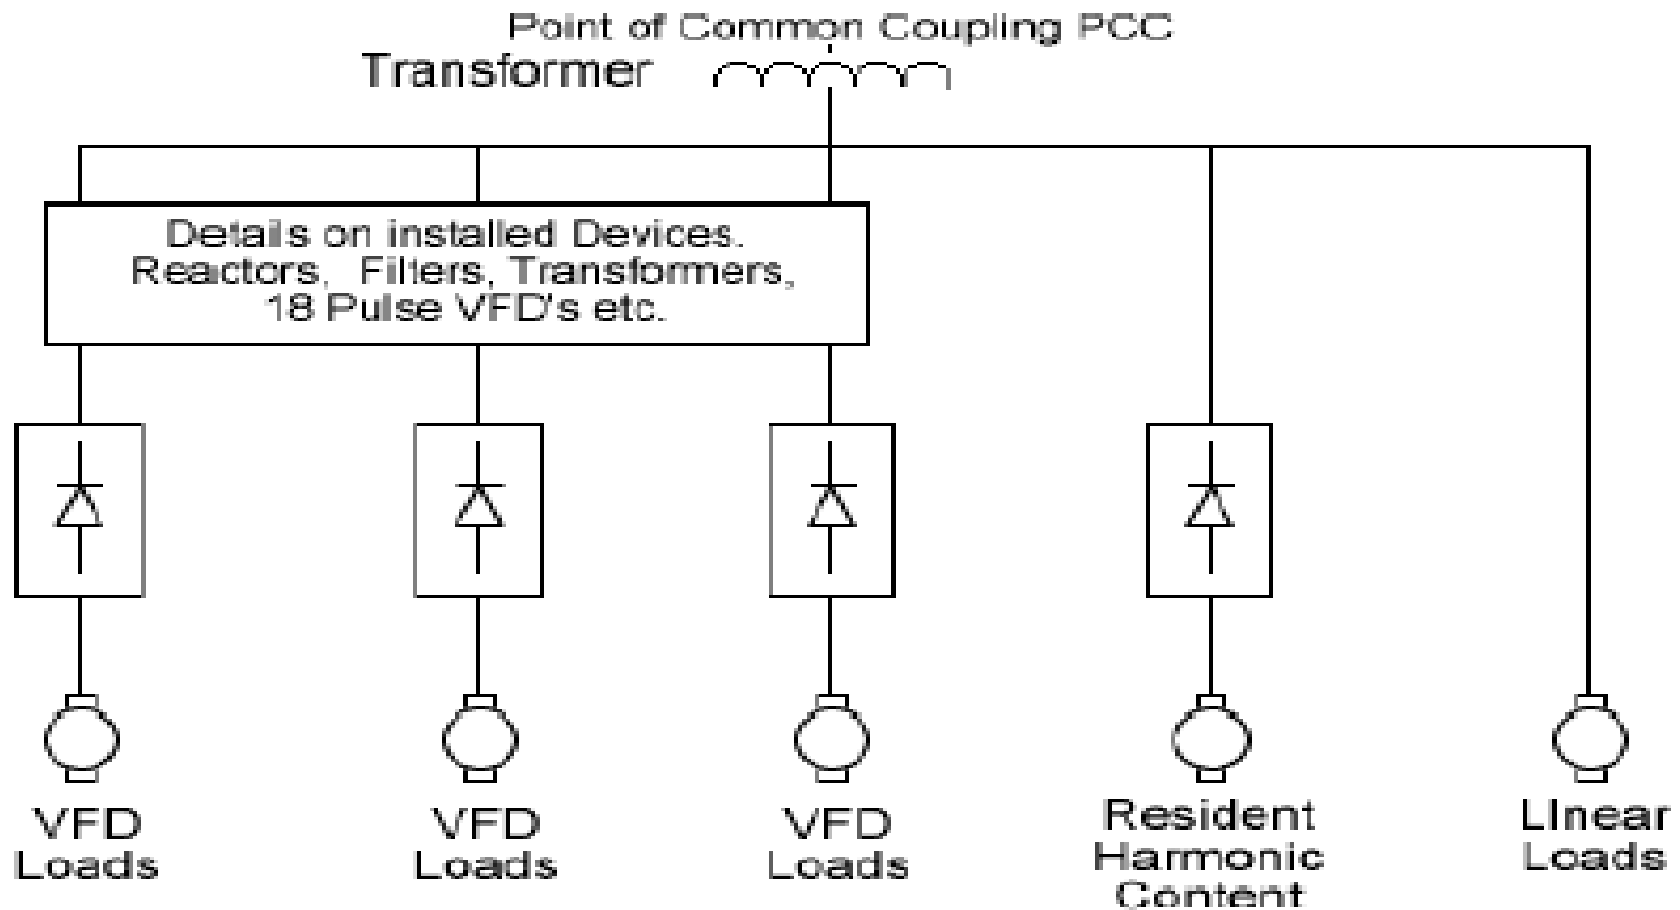 Point of Common Coupling PCC
Transformer
Details on installed Devices.
Reactors, Filters, Transformers,
18 Pulse VFD's etc.
VFD
Loads
VFD
Loads
VFD
Loads
Resident
Harmonic
Content
LInear
Loads